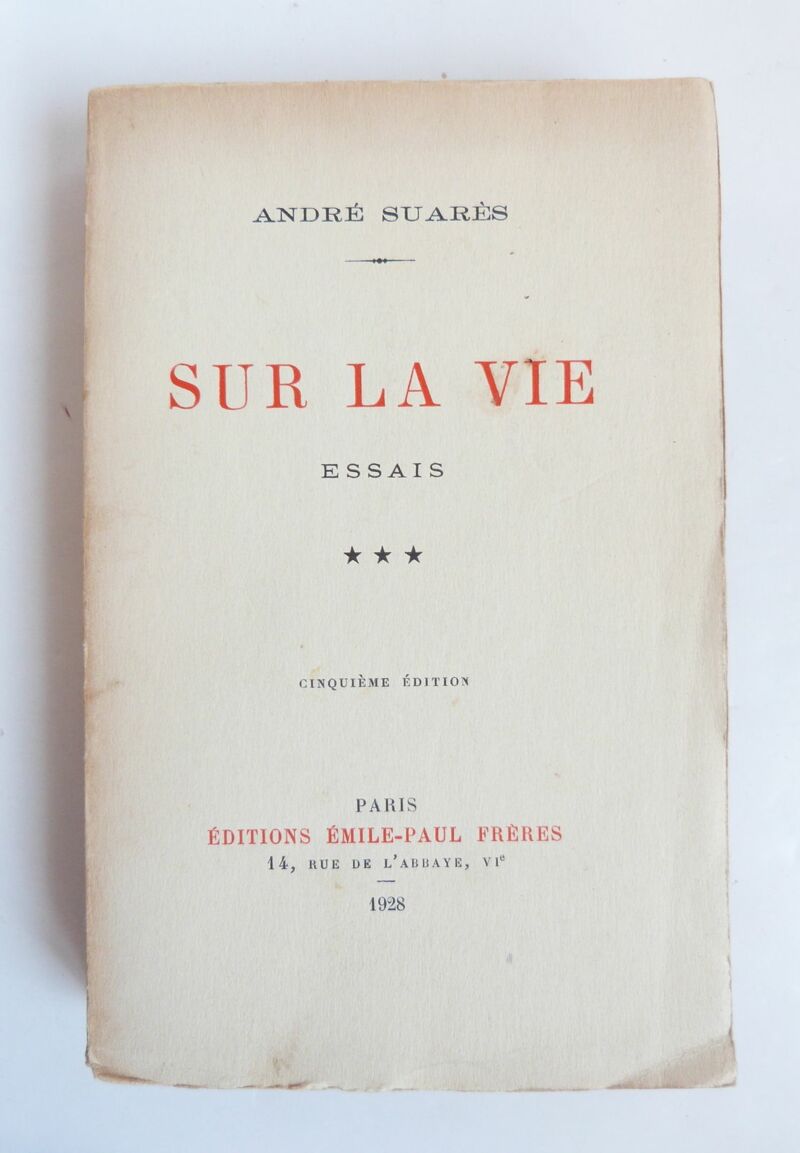 ANDRÉ SUARÈS
SUR LA VIE
ESSAIS
★ ★ ★
CINQUIÈME ÉDITION
PARIS
ÉDITIONS ÉMILE-PAUL FRÈRES
14, RUE DE L'ABBAYE, VIᵉ
1928